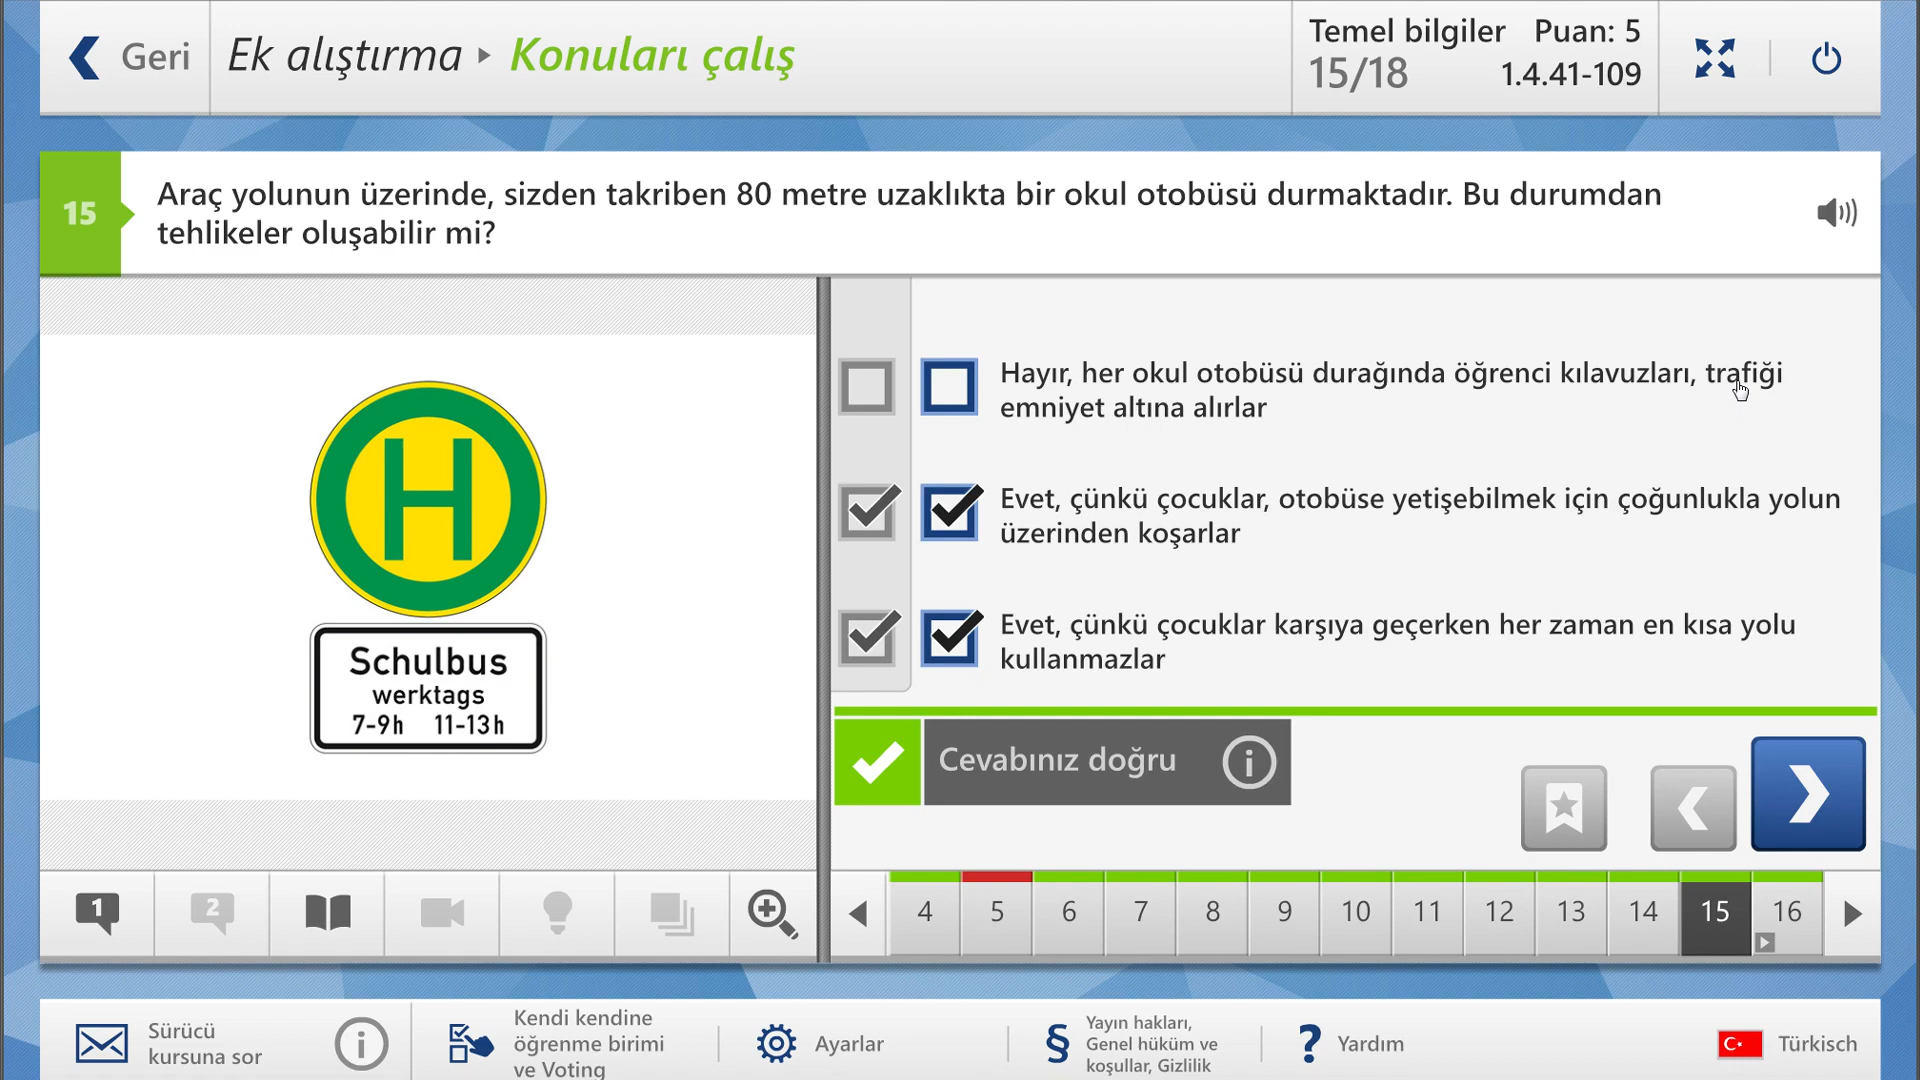 Geri
Ek alıştırma
Konuları çalış
Temel bilgiler Puan: 5
15/18 1.4.41-109
15
Araç yolunun üzerinde, sizden takriben 80 metre uzaklıkta bir okul otobüsü durmaktadır. Bu durumdan
tehlikeler oluşabilir mi?
H
Schulbus
werktags
7-9h 11-13h
Hayır, her okul otobüsü durağında öğrenci kılavuzları, trafiği
emniyet altına alırlar
Evet, çünkü çocuklar, otobüse yetişebilmek için çoğunlukla yolun
üzerinden koşarlar
Evet, çünkü çocuklar karşıya geçerken her zaman en kısa yolu
kullanmazlar
Cevabınız doğru
1 2
4 5 6 7 8 9 10 11 12 13 14 15 16
Sürücü
kursuna sor
Kendi kendine
öğrenme birimi
ve Voting
Ayarlar
§
Yayın hakları,
Genel hüküm ve
koşullar, Gizlilik
? Yardım
Türkisch